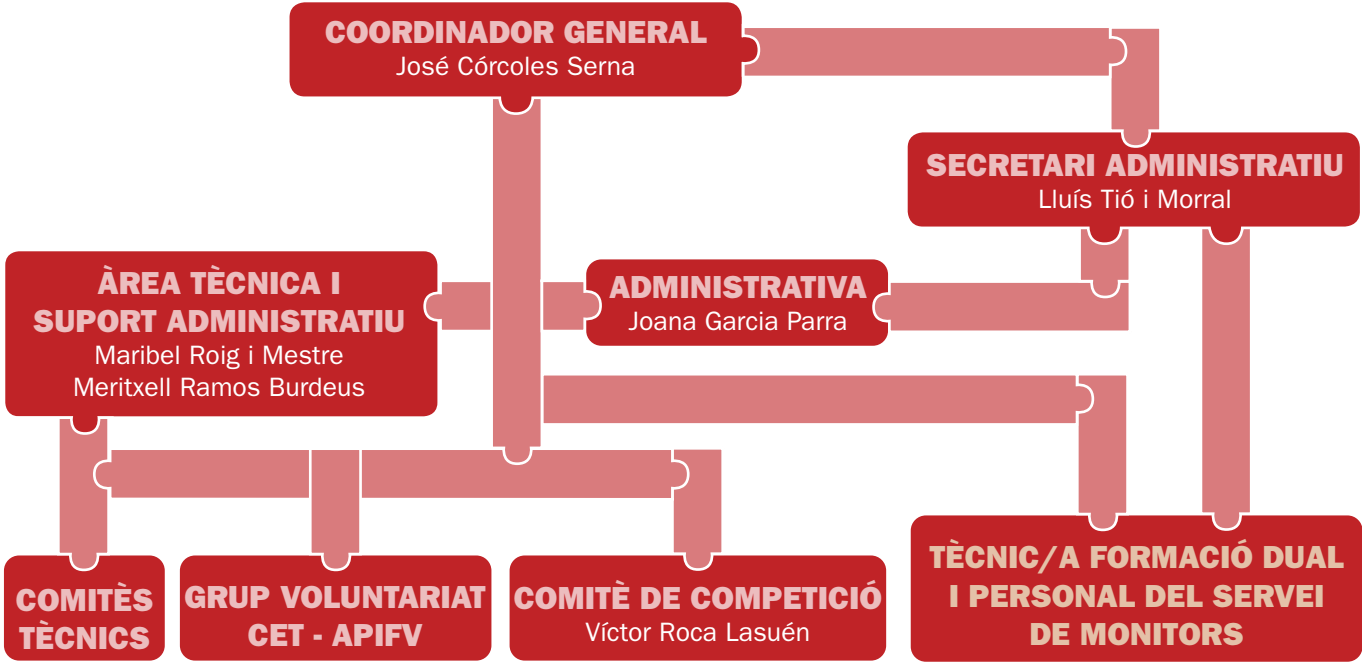 COORDINADOR GENERAL
José Córcoles Serna
SECRETARI ADMINISTRATIU
Lluís Tió i Morral
ÀREA TÈCNICA I
SUPORT ADMINISTRATIU
Maribel Roig i Mestre
Meritxell Ramos Burdeus
ADMINISTRATIVA
Joana Garcia Parra
COMITÈS
TÈCNICS
GRUP VOLUNTARIAT
CET - APIFV
COMITÈ DE COMPETICIÓ
Víctor Roca Lasuén
TÈCNIC/A FORMACIÓ DUAL
I PERSONAL DEL SERVEI
DE MONITORS